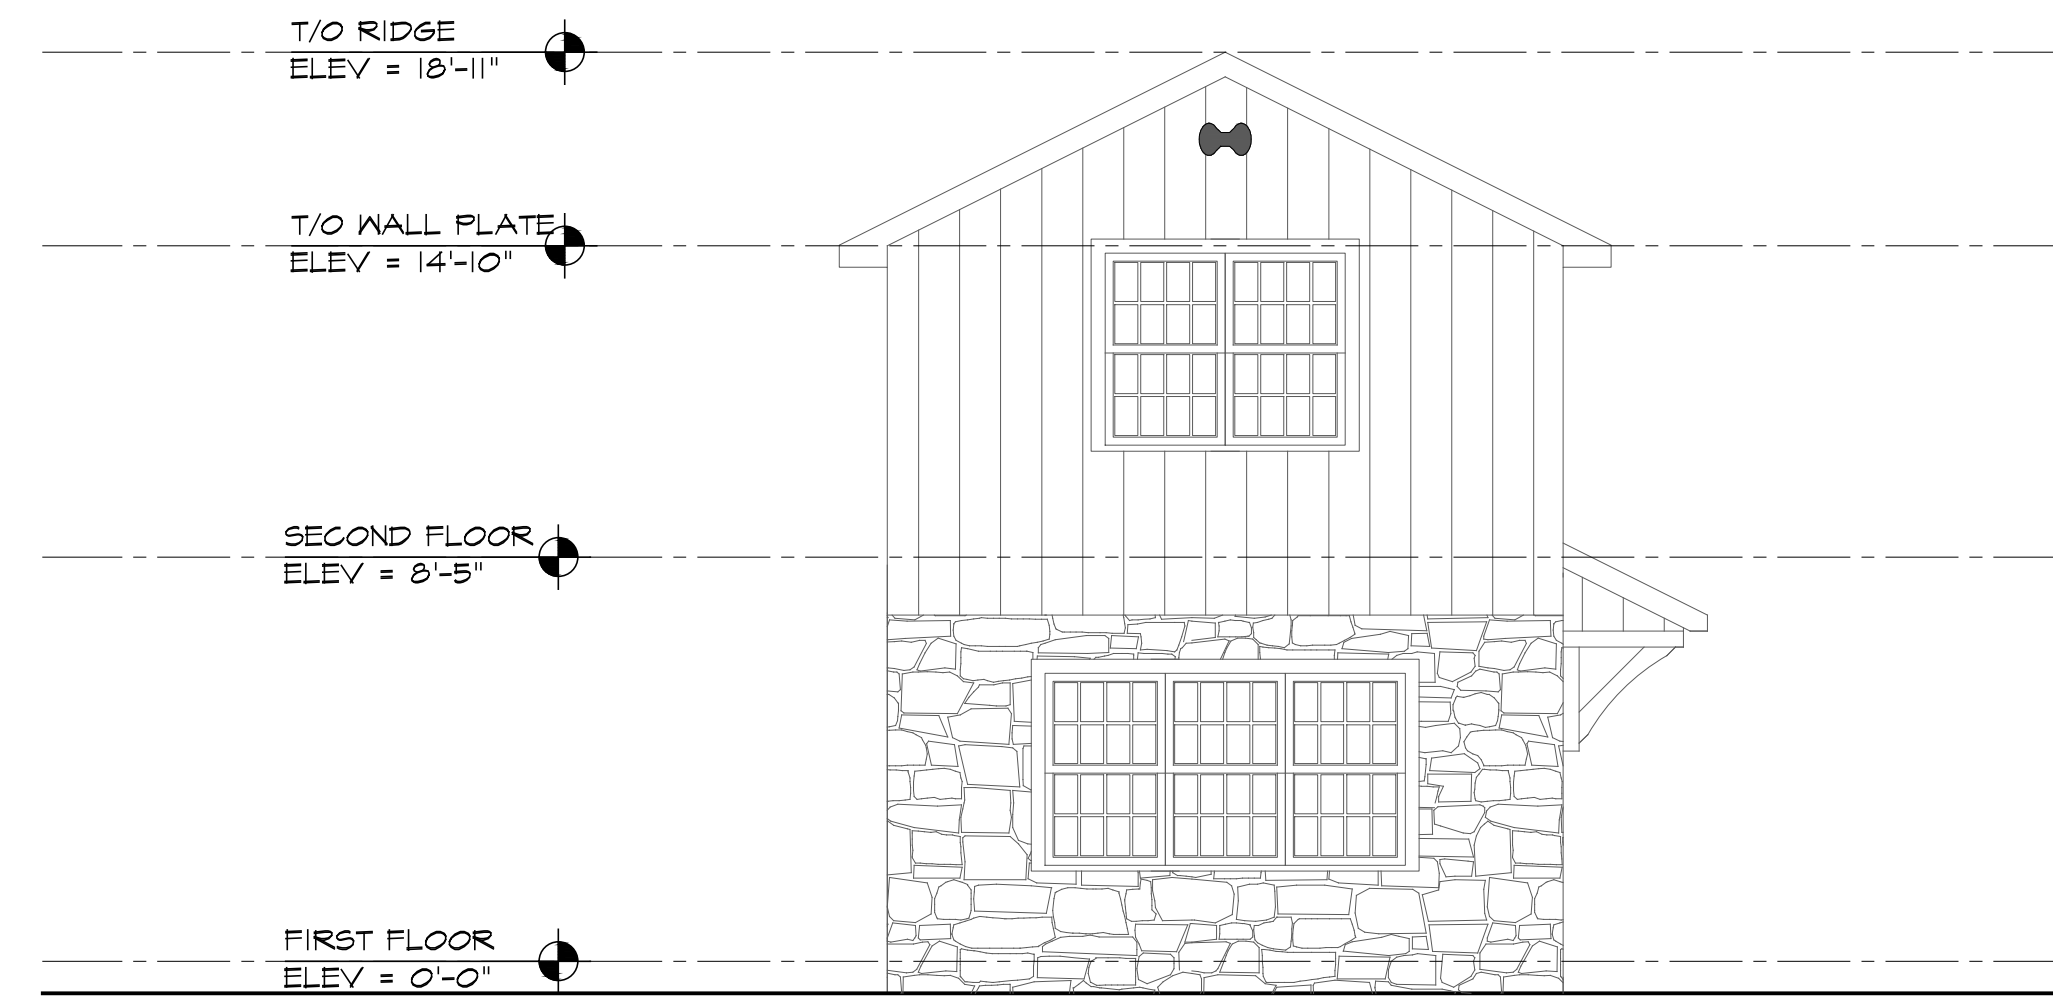 T/O RIDGE
ELEV = 18'-11"
T/O WALL PLATE
ELEV = 14'-10"
SECOND FLOOR
ELEV = 8'-5"
FIRST FLOOR
ELEV = 0'-0"